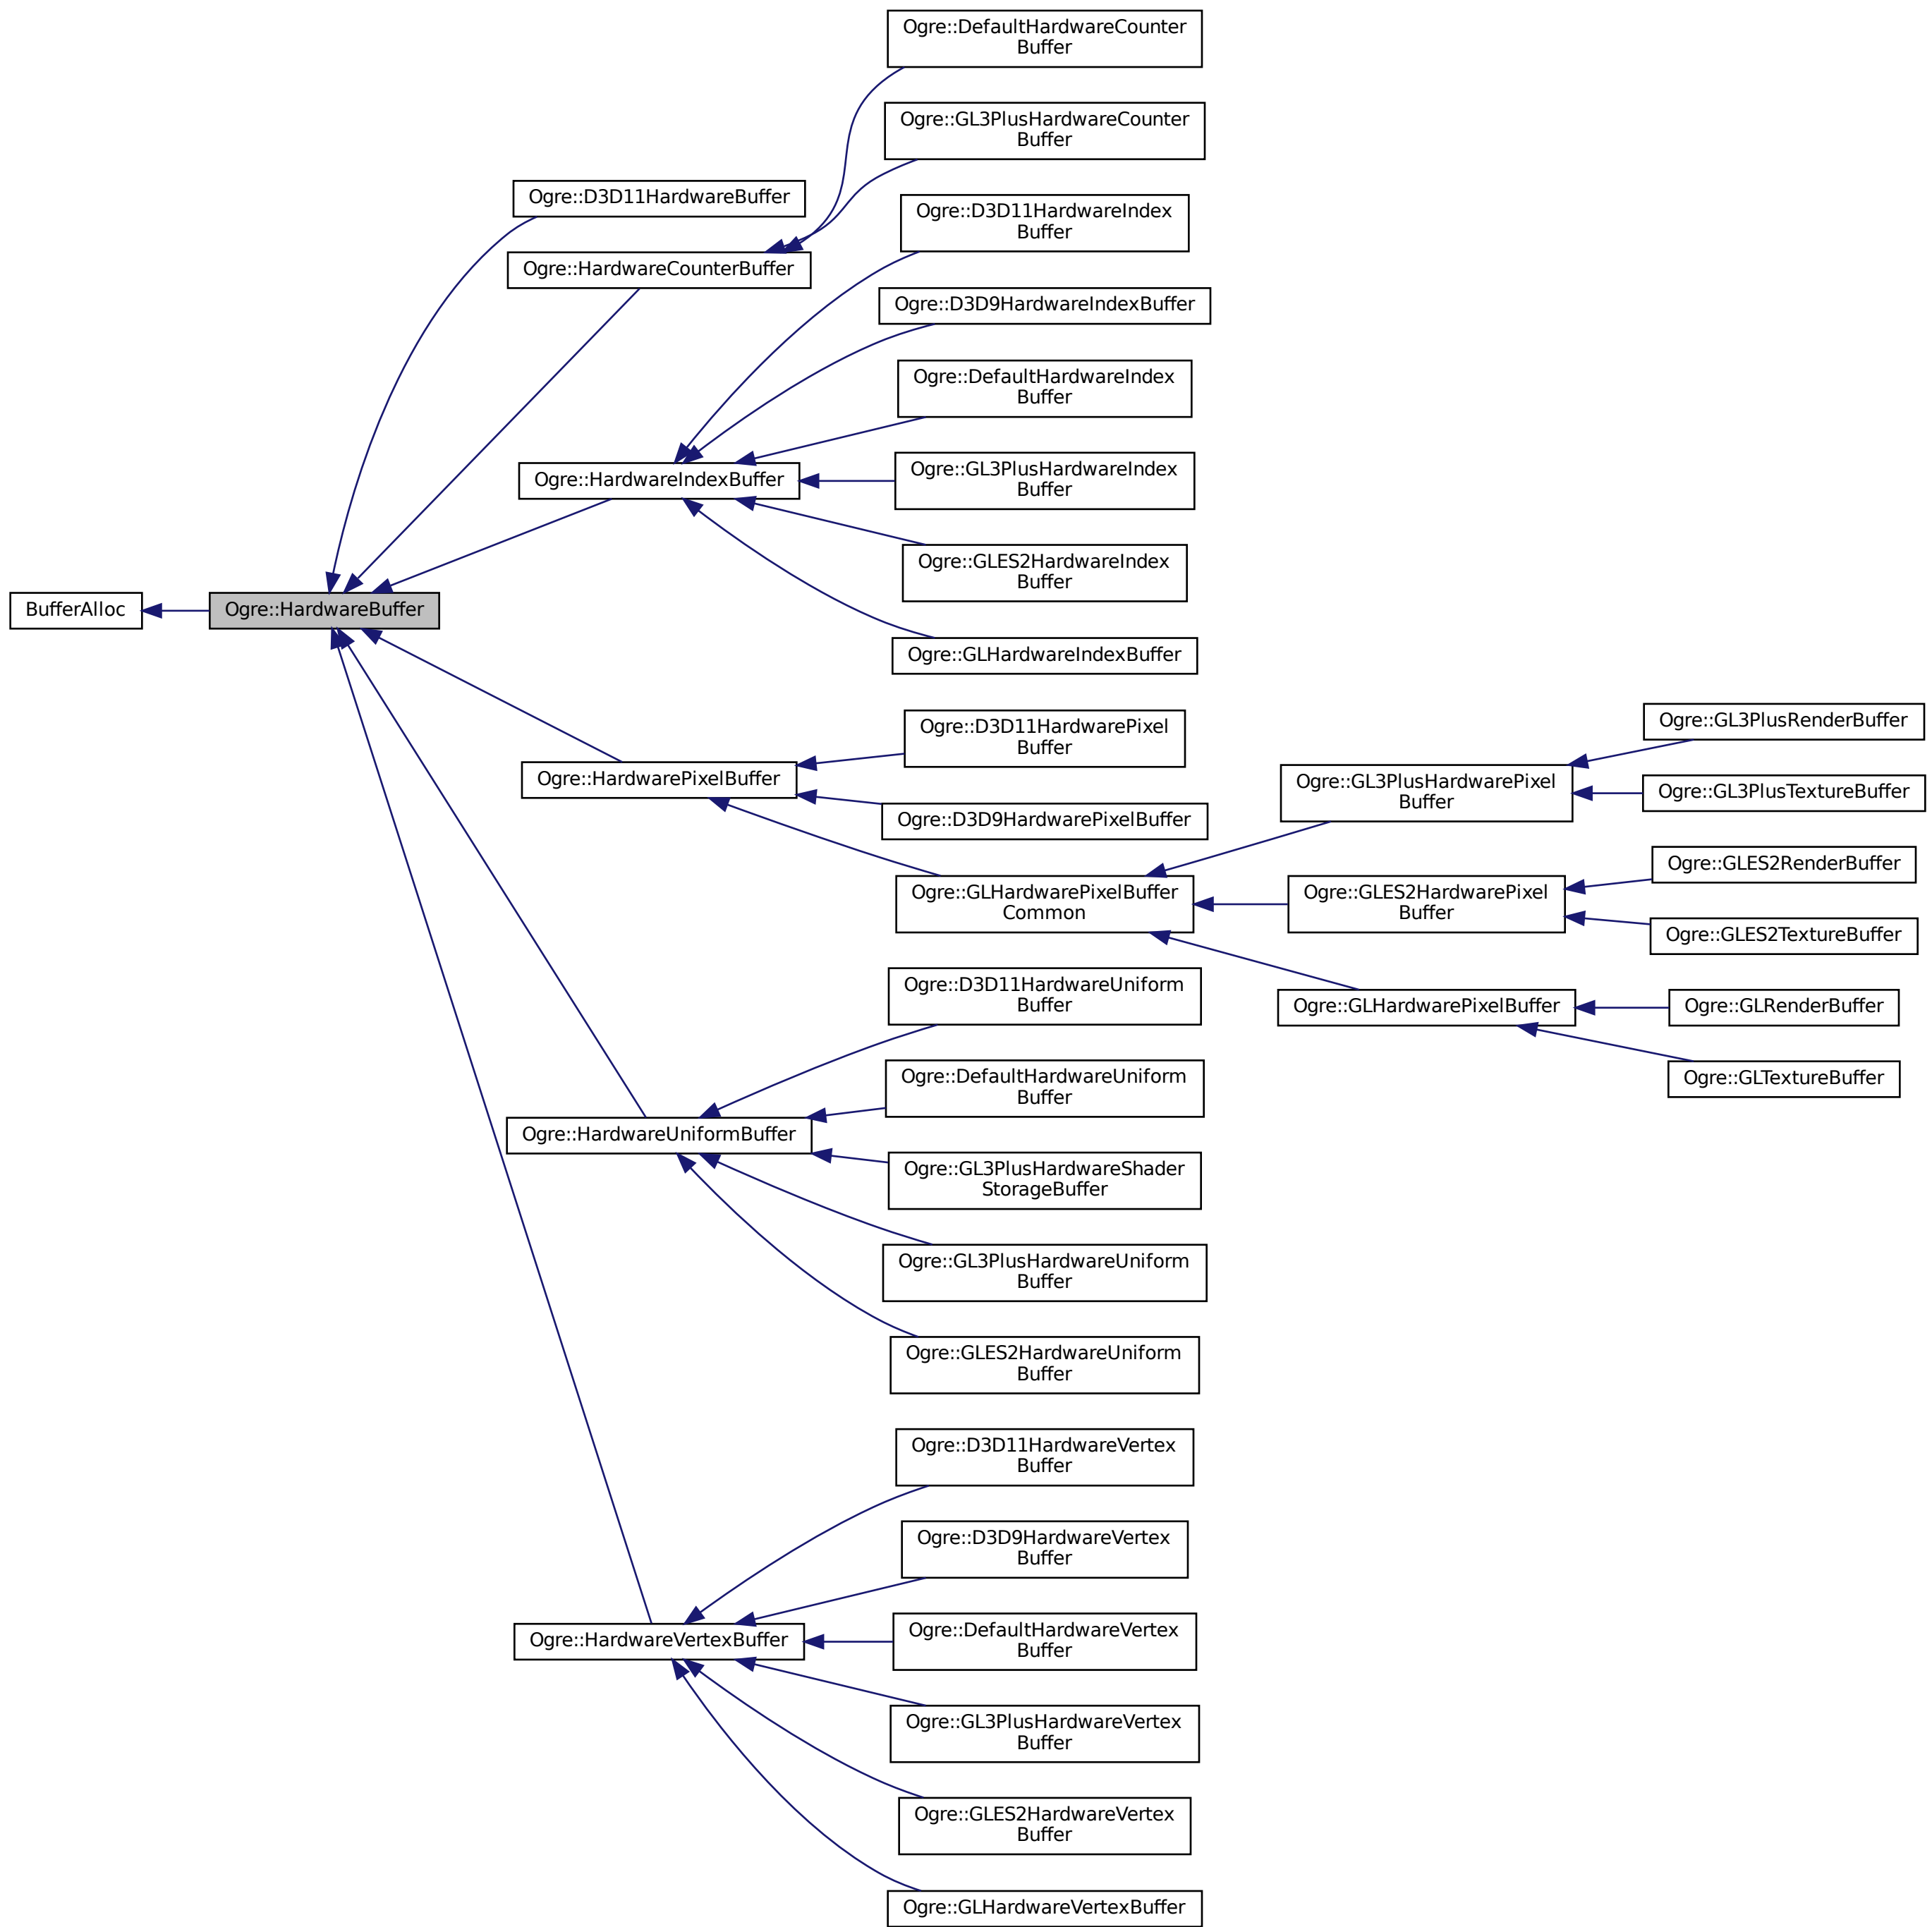 BufferAlloc
Ogre::HardwareBuffer
Ogre::D3D11HardwareBuffer
Ogre::HardwareCounterBuffer
Ogre::DefaultHardwareCounter
Buffer
Ogre::GL3PlusHardwareCounter
Buffer
Ogre::HardwareIndexBuffer
Ogre::D3D11HardwareIndex
Buffer
Ogre::D3D9HardwareIndexBuffer
Ogre::DefaultHardwareIndex
Buffer
Ogre::GL3PlusHardwareIndex
Buffer
Ogre::GLES2HardwareIndex
Buffer
Ogre::GLHardwareIndexBuffer
Ogre::HardwarePixelBuffer
Ogre::D3D11HardwarePixel
Buffer
Ogre::D3D9HardwarePixelBuffer
Ogre::GLHardwarePixelBuffer
Common
Ogre::GL3PlusHardwarePixel
Buffer
Ogre::GL3PlusRenderBuffer
Ogre::GL3PlusTextureBuffer
Ogre::GLES2HardwarePixel
Buffer
Ogre::GLES2RenderBuffer
Ogre::GLES2TextureBuffer
Ogre::GLHardwarePixelBuffer
Ogre::GLRenderBuffer
Ogre::GLTextureBuffer
Ogre::HardwareUniformBuffer
Ogre::D3D11HardwareUniform
Buffer
Ogre::DefaultHardwareUniform
Buffer
Ogre::GL3PlusHardwareShader
StorageBuffer
Ogre::GL3PlusHardwareUniform
Buffer
Ogre::GLES2HardwareUniform
Buffer
Ogre::HardwareVertexBuffer
Ogre::D3D11HardwareVertex
Buffer
Ogre::D3D9HardwareVertex
Buffer
Ogre::DefaultHardwareVertex
Buffer
Ogre::GL3PlusHardwareVertex
Buffer
Ogre::GLES2HardwareVertex
Buffer
Ogre::GLHardwareVertexBuffer